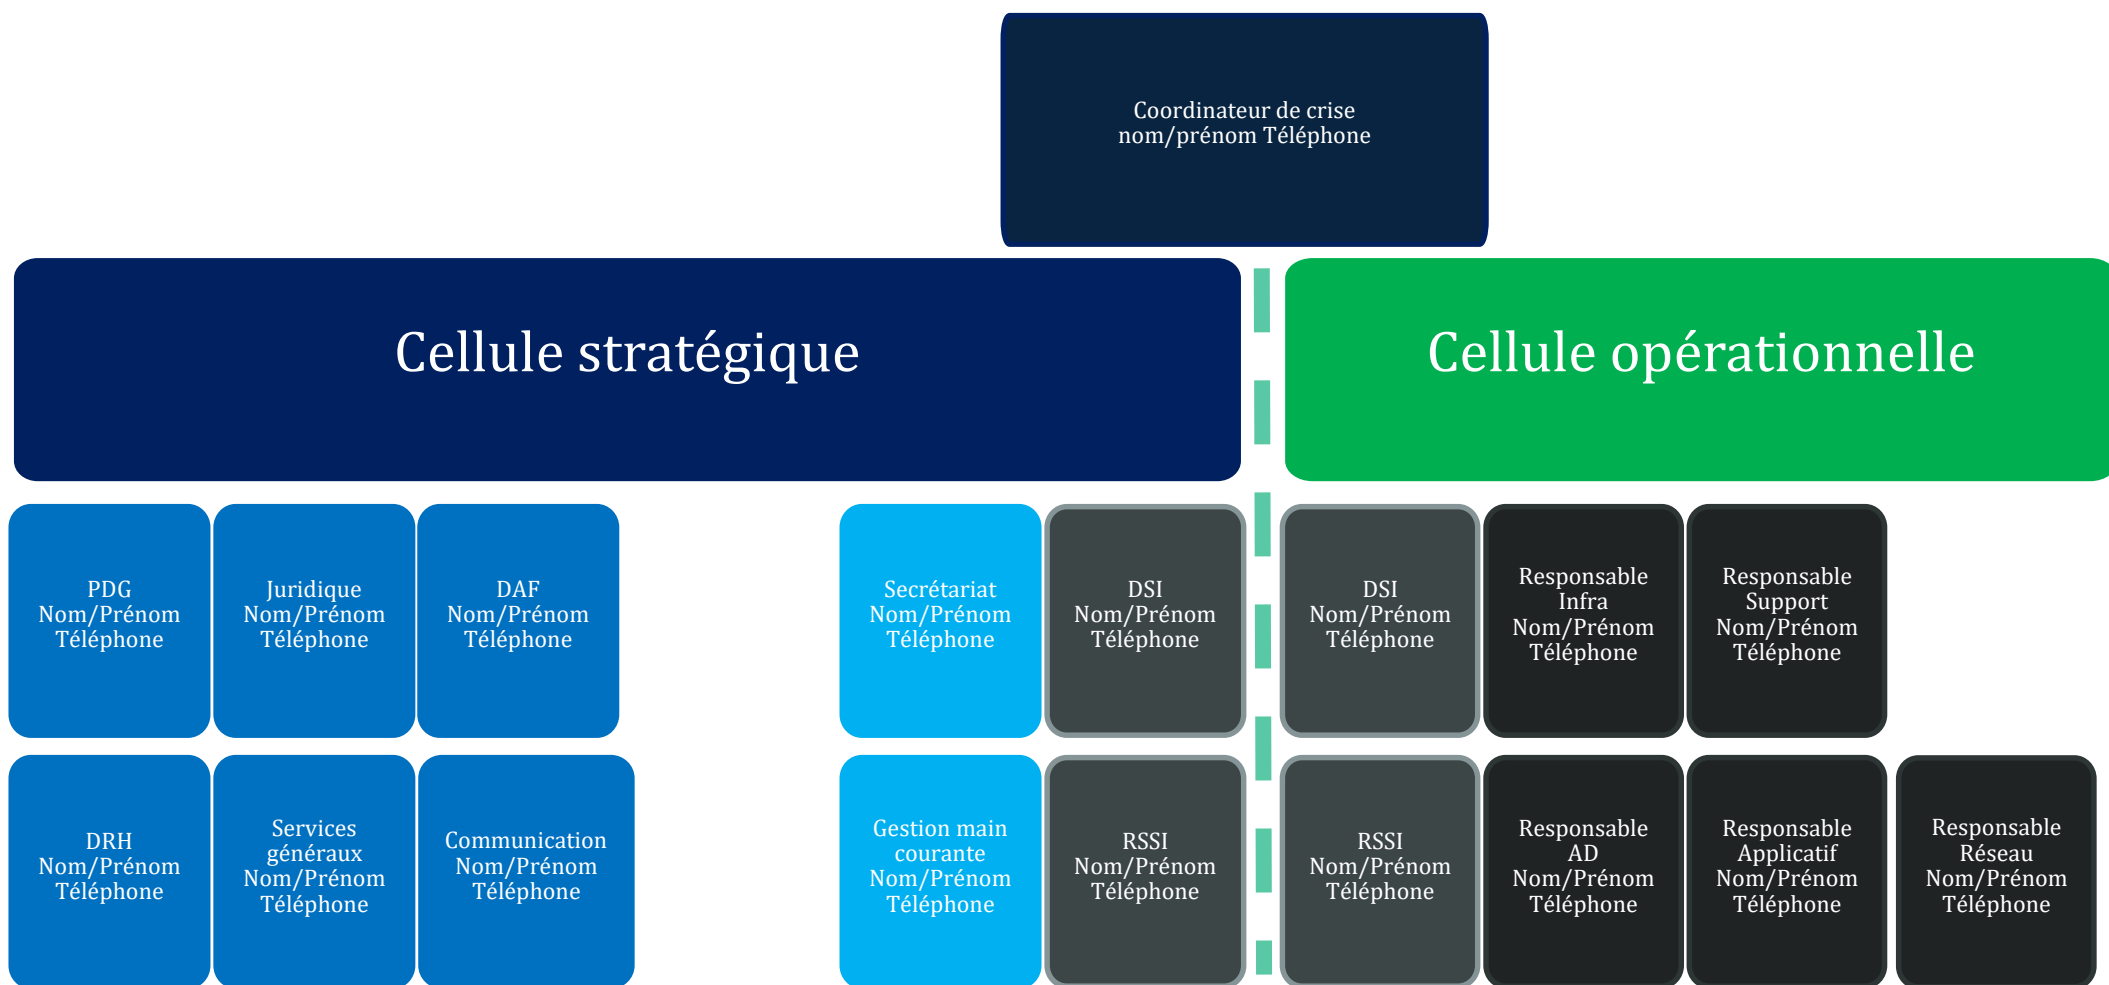 Coordinateur de crise
nom/prénom Téléphone
Cellule stratégique
Cellule opérationnelle
PDG
Nom/Prénom
Téléphone
Juridique
Nom/Prénom
Téléphone
DAF
Nom/Prénom
Téléphone
Secrétariat
Nom/Prénom
Téléphone
DSI
Nom/Prénom
Téléphone
DSI
Nom/Prénom
Téléphone
Responsable
Infra
Nom/Prénom
Téléphone
Responsable
Support
Nom/Prénom
Téléphone
DRH
Nom/Prénom
Téléphone
Services
généraux
Nom/Prénom
Téléphone
Communication
Nom/Prénom
Téléphone
Gestion main
courante
Nom/Prénom
Téléphone
RSSI
Nom/Prénom
Téléphone
RSSI
Nom/Prénom
Téléphone
Responsable
AD
Nom/Prénom
Téléphone
Responsable
Applicatif
Nom/Prénom
Téléphone
Responsable
Réseau
Nom/Prénom
Téléphone